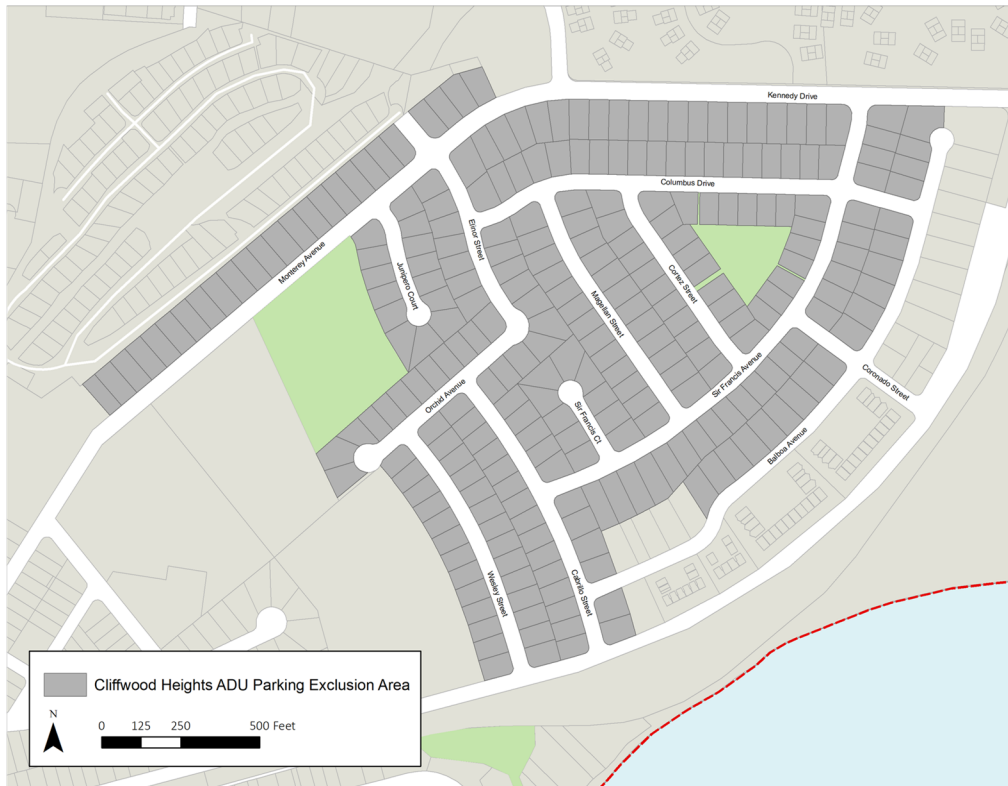 Kennedy Drive
Columbus Drive
Elinor Street
Monterey Avenue
Junipero Court
Cortez Street
Magellan Street
Sir Francis Avenue
Coronado Street
Orchid Avenue
Sir Francis Ct
Balboa Avenue
Wesley Street
Cabrillo Street
Cliffwood Heights ADU Parking Exclusion Area
N
0 125 250 500 Feet